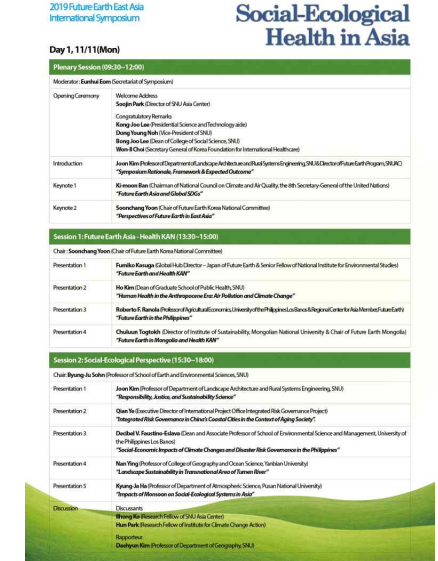 2019 Future Earth East Asia
International Symposium
Social-Ecological
Health in Asia
Day 1, 11/11(Mon)
Plenary Session (09:30~12:00)
Moderator : Eunhui Eom (Secretariat of Symposium)
Opening Ceremony
Welcome Address
Soojin Park (Director of SNU Asia Center)
Congratulatory Remarks
Kong-Joo Lee (Presidential Science and Technology aide)
Dong Young Noh (Vice-President of SNU)
Bong Joo Lee (Dean of College of Social Science, SNU)
Won-Il Choi (Secretary General of Korea Foundation for International Healthcare)
Introduction
Joon Kim (Professor of Department of Landscape Architecture and Rural Systems Engineering, SNU & Director of Future Earth Program, SNUAC)
"Symposium Rationale, Framework & Expected Outcome"
Keynote 1
Ki-moon Ban (Chairman of National Council on Climate and Air Quality, the 8th Secretary-General of the United Nations)
"Future Earth Asia and Global SDGs"
Keynote 2
Soonchang Yoon (Chair of Future Earth Korea National Committee)
"Perspectives of Future Earth in East Asia"
Session 1: Future Earth Asia - Health KAN (13:30~15:00)
Chair : Soonchang Yoon (Chair of Future Earth Korea National Committee)
Presentation 1
Fumiko Kasuga (Global Hub Director – Japan of Future Earth & Senior Fellow of National Institute for Environmental Studies)
"Future Earth and Health KAN"
Presentation 2
Ho Kim (Dean of Graduate School of Public Health, SNU)
"Human Health in the Anthropocene Era: Air Pollution and Climate Change"
Presentation 3
Roberto F. Ranola (Professor of Agricultural Economics, University of the Philippines Los Banos & Regional Center for Asia Member, Future Earth)
"Future Earth in the Philippines"
Presentation 4
Chuluun Togtokh (Director of Institute of Sustainability, Mongolian National University & Chair of Future Earth Mongolia)
"Future Earth in Mongolia and Health KAN"
Session 2: Social-Ecological Perspective (15:30~18:00)
Chair: Byung-Ju Sohn (Professor of School of Earth and Environmental Sciences, SNU)
Presentation 1
Joon Kim (Professor of Department of Landscape Architecture and Rural Systems Engineering, SNU)
"Responsibility, Justice, and Sustainability Science"
Presentation 2
Qian Ye (Executive Director of International Project Office Integrated Risk Governance Project)
"Integrated Risk Governance in China's Coastal Cities in the Context of Aging Society".
Presentation 3
Decibel V. Faustino-Eslava (Dean and Associate Professor of School of Environmental Science and Management, University of
the Philippines Los Banos)
"Social-Economic Impacts of Climate Changes and Disaster Risk Governance in the Philippines"
Presentation 4
Nan Ying (Professor of College of Geography and Ocean Science, Yanbian University)
"Landscape Sustainability in Transnational Area of Tumen River"
Presentation 5
Kyung-Ja Ha (Professor of Department of Atmospheric Science, Pusan National University)
"Impacts of Monsoon on Social-Ecological Systems in Asia"
Discussion
Discussants
Ilhong Ko (Research Fellow of SNU Asia Center)
Hun Park (Research Fellow of Institute for Climate Change Action)
Rapporteur
Daehyun Kim (Professor of Department of Geography, SNU)